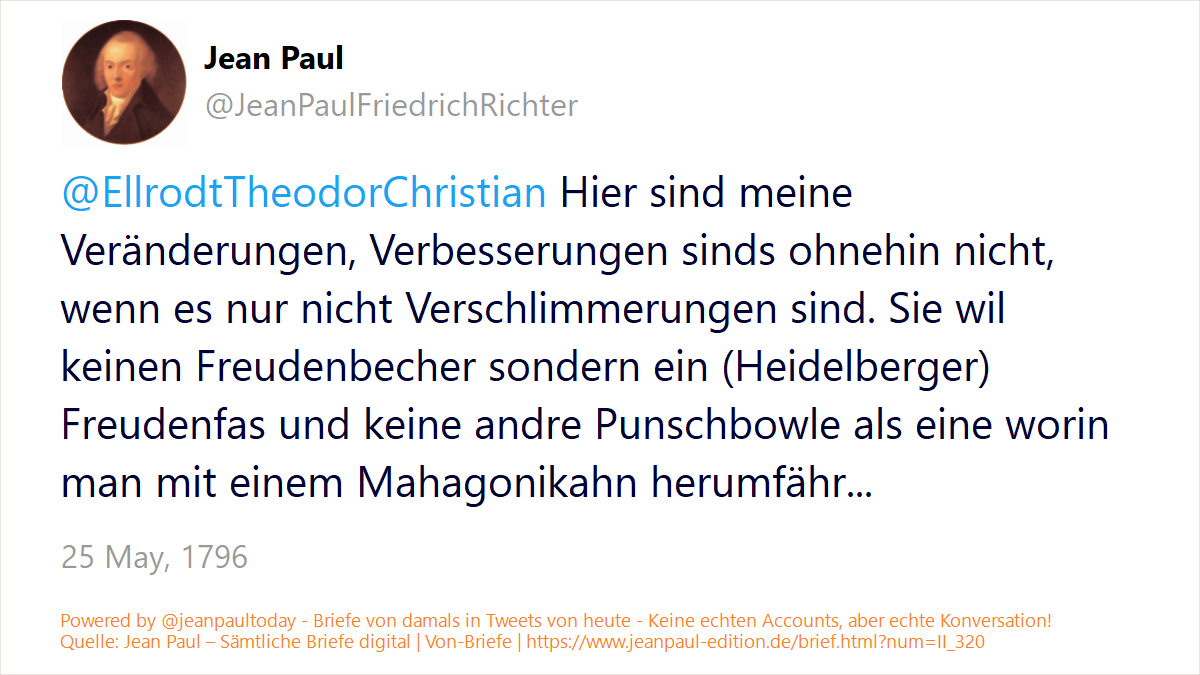 Jean Paul
@JeanPaulFriedrichRichter
@EllrodtTheodorChristian Hier sind meine
Veränderungen, Verbesserungen sinds ohnehin nicht,
wenn es nur nicht Verschlimmerungen sind. Sie wil
keinen Freudenbecher sondern ein (Heidelberger)
Freudenfas und keine andre Punschbowle als eine worin
man mit einem Mahagonikahn herumfähr...
25 May, 1796
Powered by @jeanpaultoday - Briefe von damals in Tweets von heute - Keine echten Accounts, aber echte Konversation!
Quelle: Jean Paul – Sämtliche Briefe digital | Von-Briefe | https://www.jeanpaul-edition.de/brief.html?num=II_320